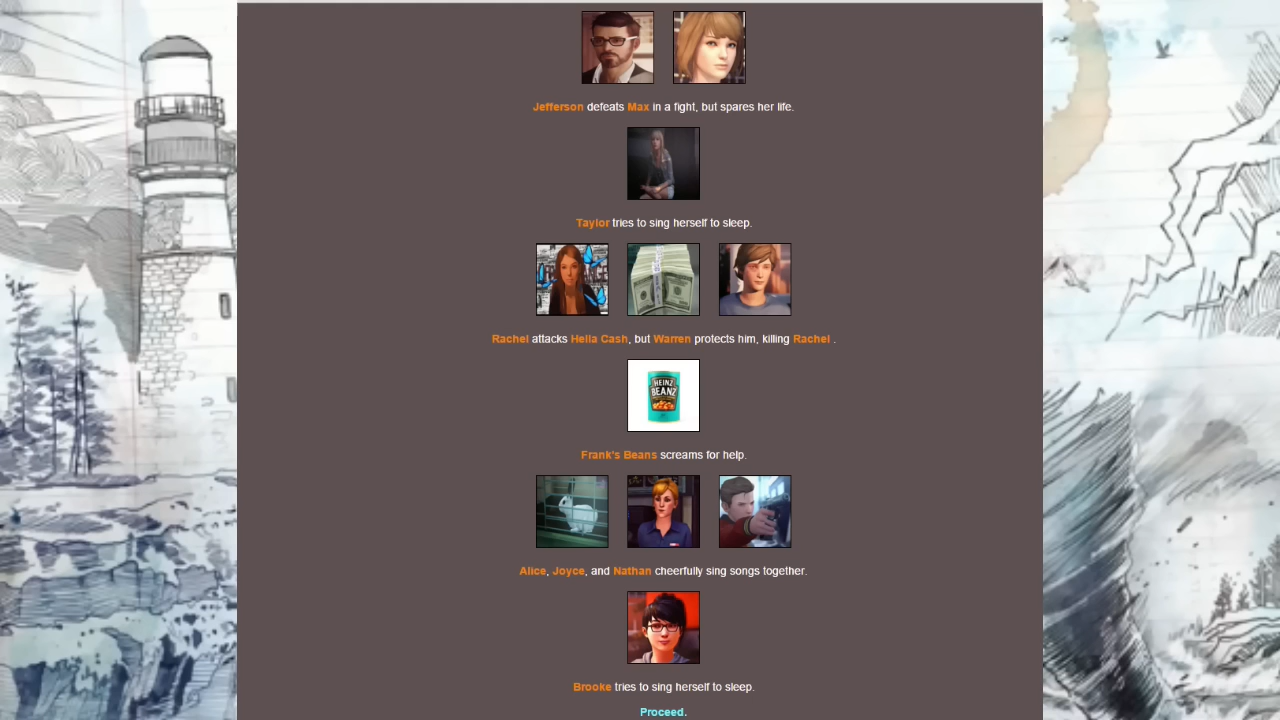 Jefferson defeats Max in a fight, but spares her life.
Taylor tries to sing herself to sleep.
Rachel attacks Hella Cash, but Warren protects him, killing Rachel .
HEINZ
BEANZ
Frank's Beans screams for help.
Alice, Joyce, and Nathan cheerfully sing songs together.
Brooke tries to sing herself to sleep.
Proceed.